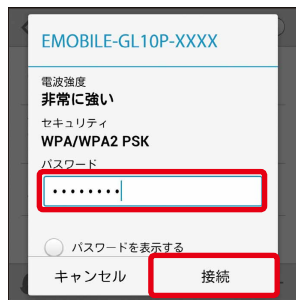 EMOBILE-GL10P-XXXX
電波強度
非常に強い
セキュリティ
WPA/WPA2 PSK
パスワード
········
パスワードを表示する
キャンセル 接続